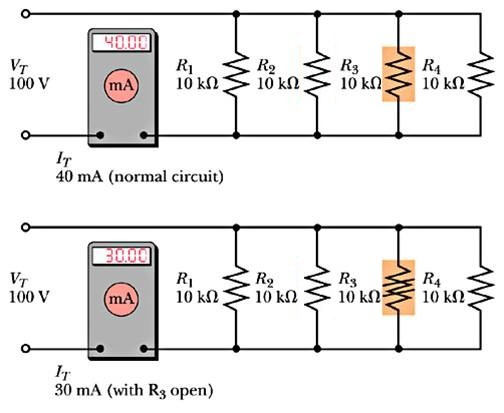 40.00
V_T
100 V
mA
R_1
10 kΩ
R_2
10 kΩ
R_3
10 kΩ
R_4
10 kΩ
I_T
40 mA (normal circuit)
30.00
V_T
100 V
mA
R_1
10 kΩ
R_2
10 kΩ
R_3
10 kΩ
R_4
10 kΩ
I_T
30 mA (with R_3 open)